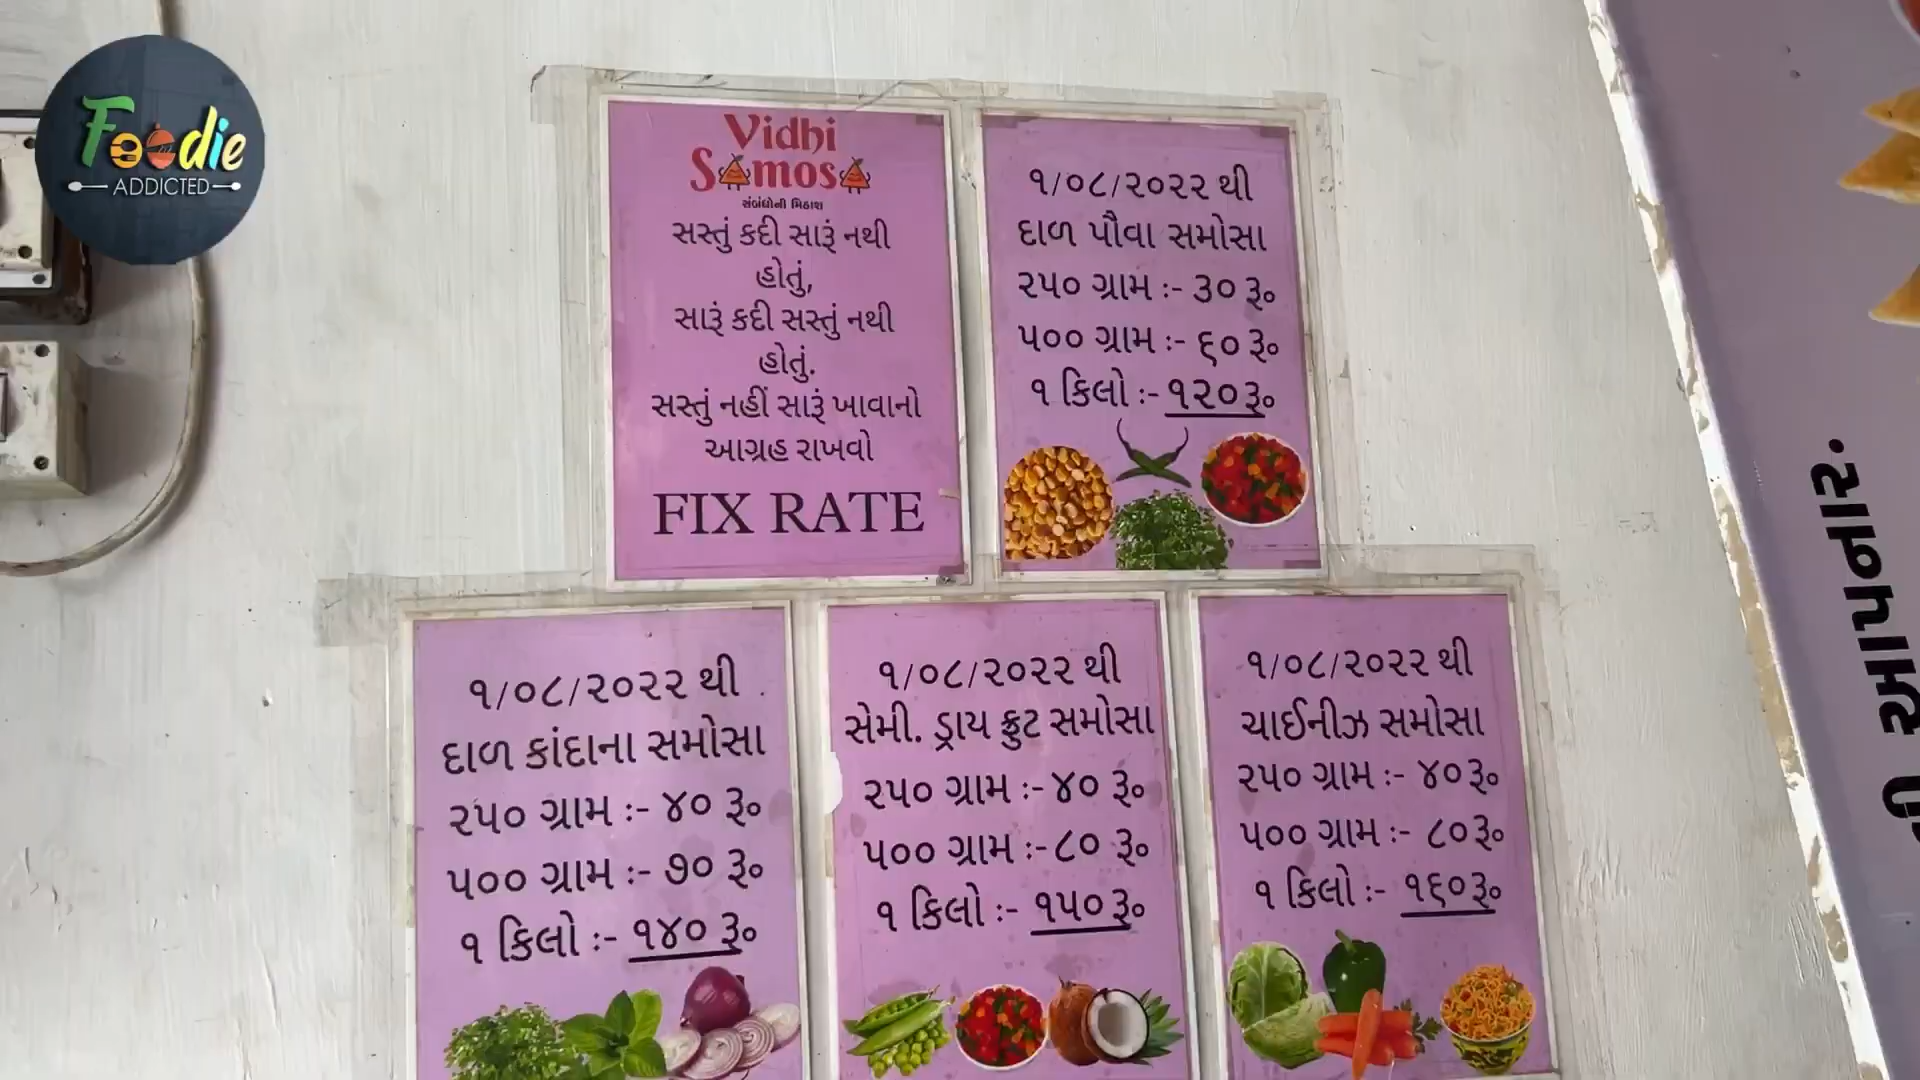 Foodie
ADDICTED
Vidhi
Samosa
સંબંધોની મિઠાશ
સસ્તું કદી સારૂં નથી
હોતું,
સારૂં કદી સસ્તું નથી
હોતું.
સસ્તું નહીં સારૂં ખાવાનો
આગ્રહ રાખવો
FIX RATE
૧/૦૮/૨૦૨૨ થી
દાળ પૌવા સમોસા
૨૫૦ ગ્રામ :- ૩૦ રૂ૦
૫૦૦ ગ્રામ :- ૬૦ રૂ૦
૧ કિલો :- ૧૨૦રૂ૦
૧/૦૮/૨૦૨૨ થી
દાળ કાંદાના સમોસા
૨૫૦ ગ્રામ :- ૪૦ રૂ૦
૫૦૦ ગ્રામ :- ૭૦ રૂ૦
૧ કિલો :- ૧૪૦ રૂ૦
૧/૦૮/૨૦૨૨ થી
સેમી. ડ્રાય ફ્રુટ સમોસા
૨૫૦ ગ્રામ :- ૪૦ રૂ૦
૫૦૦ ગ્રામ :- ૮૦ રૂ૦
૧ કિલો :- ૧૫૦ રૂ૦
૧/૦૮/૨૦૨૨ થી
ચાઈનીઝ સમોસા
૨૫૦ ગ્રામ :- ૪૦રૂ૦
૫૦૦ ગ્રામ :- ૮૦રૂ૦
૧ કિલો :- ૧૬૦રૂ૦
આપનાર.